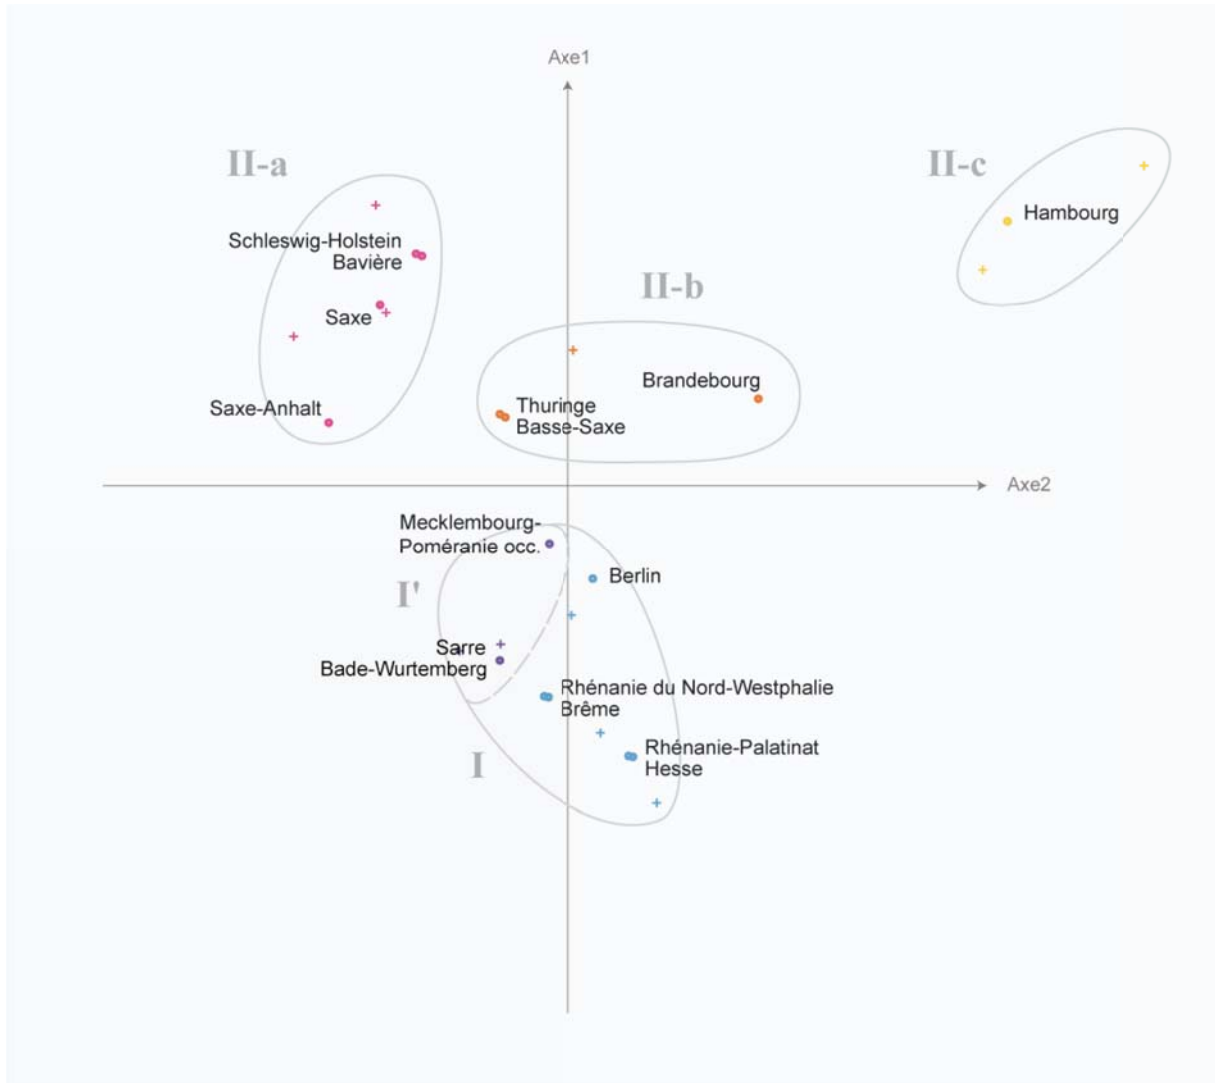 Axe1
II-a
II-c
Hambourg
Schleswig-Holstein
Bavière
II-b
Saxe
Brandebourg
Saxe-Anhalt
Thuringe
Basse-Saxe
Axe2
Mecklembourg-
Poméranie occ.
Berlin
I'
Sarre
Bade-Wurtemberg
Rhénanie du Nord-Westphalie
Brême
I
Rhénanie-Palatinat
Hesse